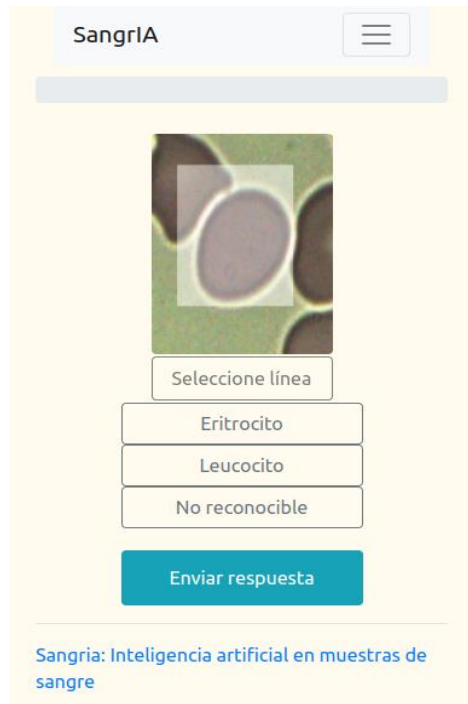 SangrIA
Seleccione línea
Eritrocito
Leucocito
No reconocible
Enviar respuesta
Sangria: Inteligencia artificial en muestras de
sangre